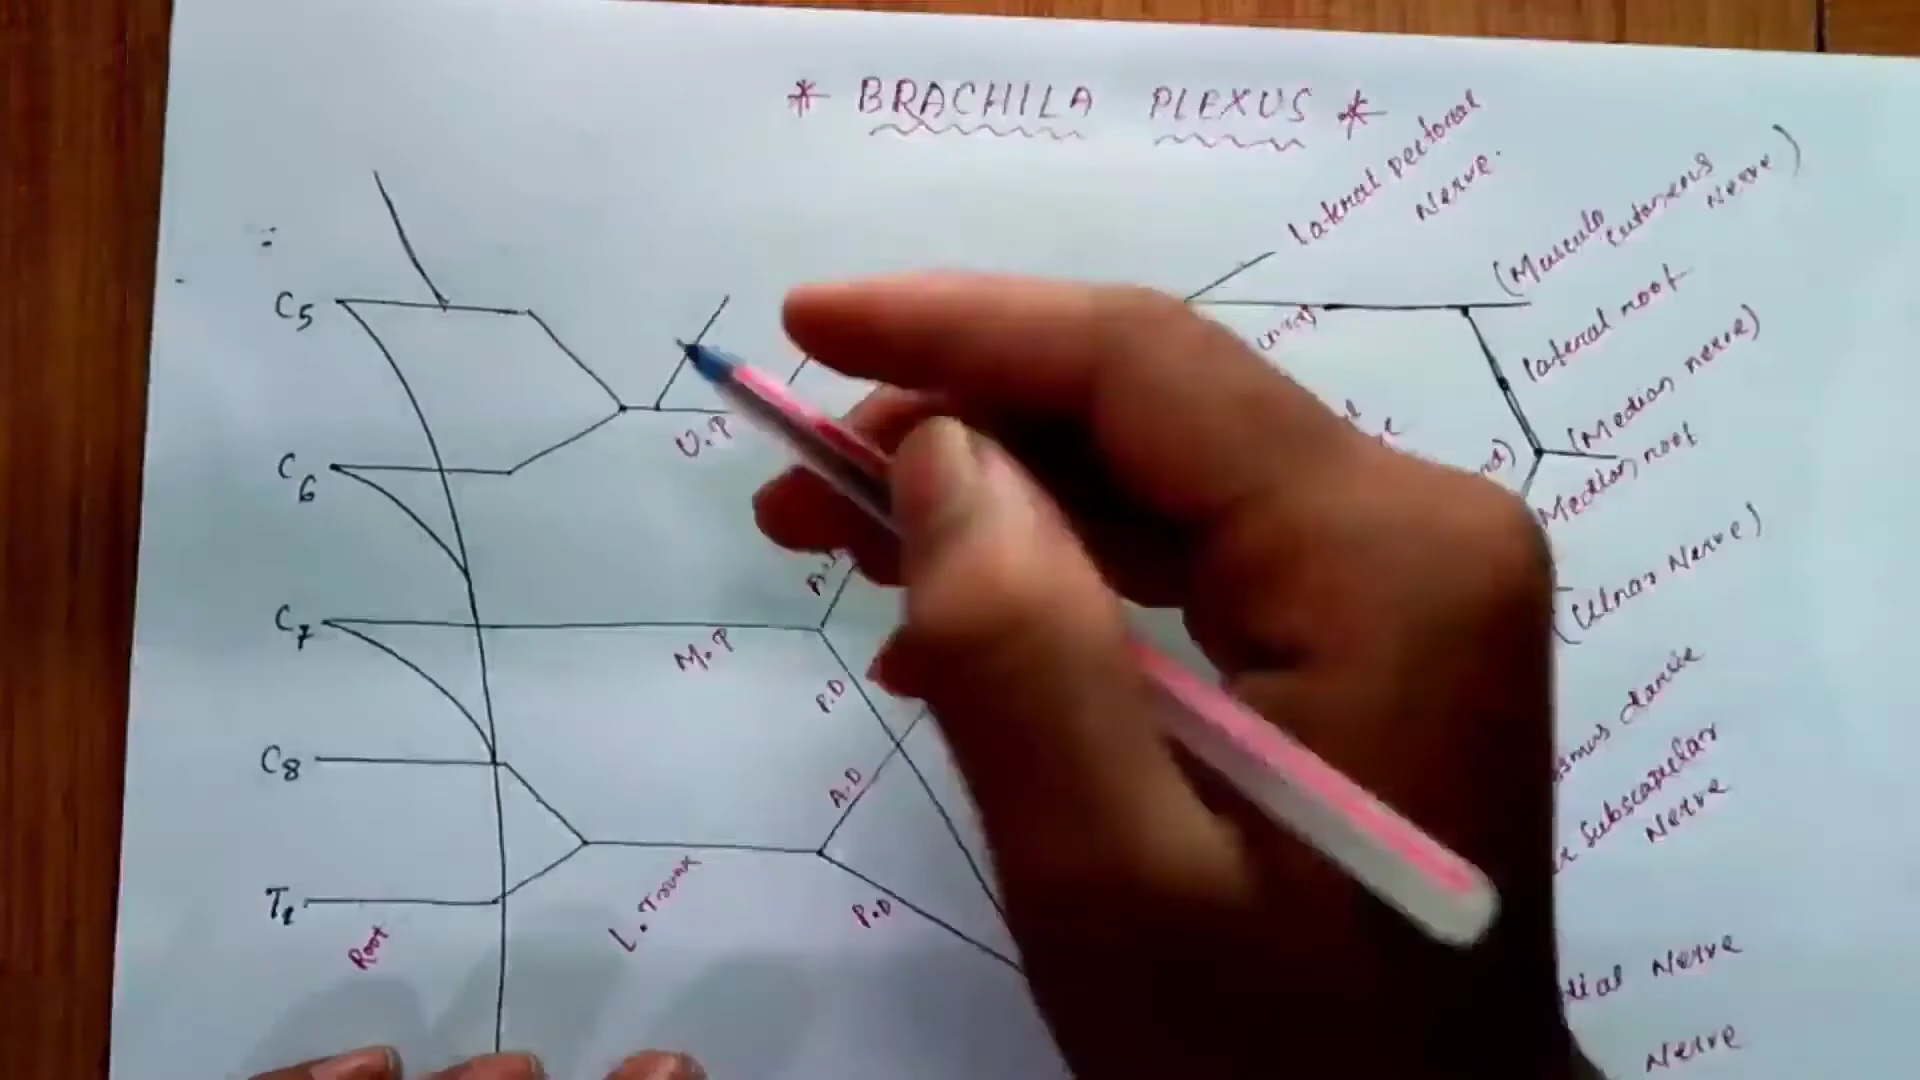 * BRACHILA PLEXUS *
lateral pectoral
Nerve.
(Musculo
cutaneous
Nerve)
lateral root
(Median nerve)
Median root
(Ulnar Nerve)
C5
C6
C7
C8
T1
U.P
M.P
P.D
A.D
P.D
L. Trunk
Root
Subscapular
Nerve
Nerve
Nerve